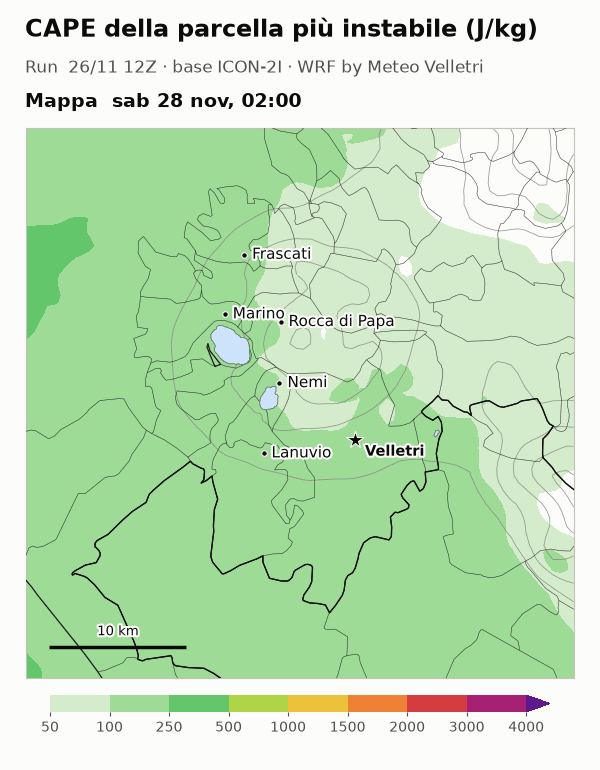 CAPE della parcella più instabile (J/kg)
Run  26/11 12Z · base ICON-2I · WRF by Meteo Velletri
Mappa  sab 28 nov, 02:00
Frascati
Marino
Rocca di Papa
Nemi
Velletri
Lanuvio
10 km
50 100 250 500 1000 1500 2000 3000 4000